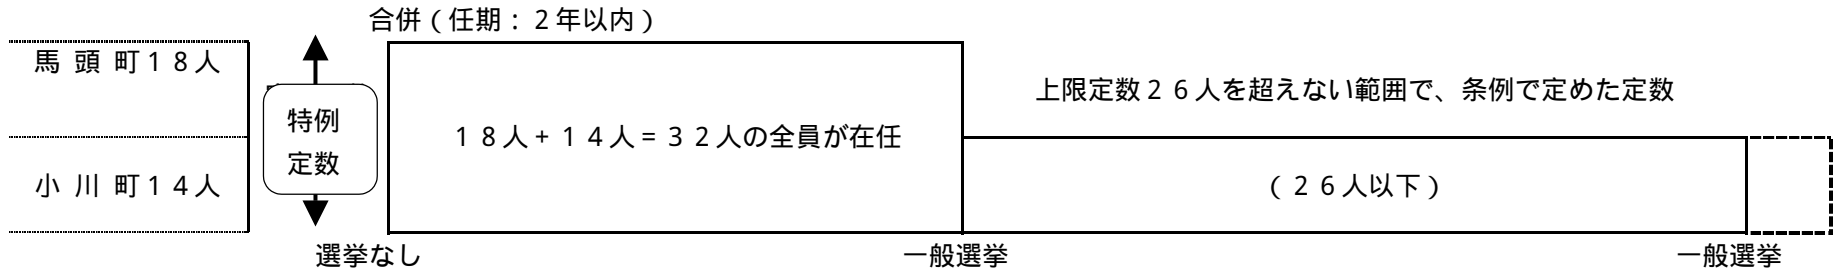 合併（任期：２年以内）
馬 頭 町１８人
特例
定数
上限定数２６人を超えない範囲で、条例で定めた定数
１８人＋１４人＝３２人の全員が在任
小 川 町１４人
（２６人以下）
選挙なし
一般選挙
一般選挙